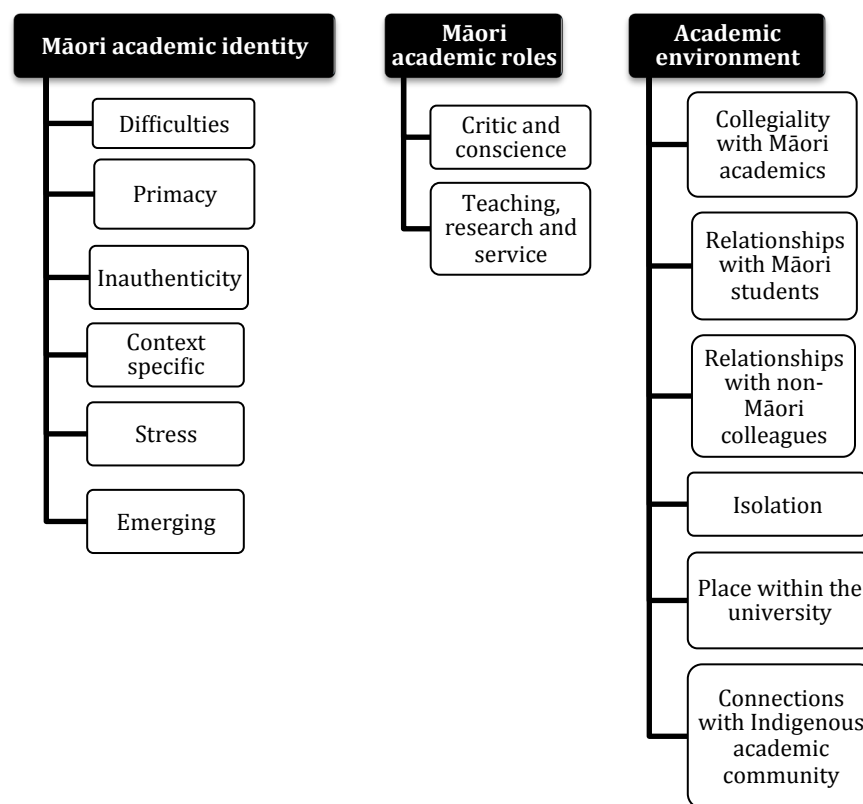 Māori academic identity
Difficulties
Primacy
Inauthenticity
Context
specific
Stress
Emerging
Māori
academic roles
Critic and
conscience
Teaching,
research and
service
Academic
environment
Collegiality
with Māori
academics
Relationships
with Māori
students
Relationships
with non-
Māori
colleagues
Isolation
Place within the
university
Connections
with Indigenous
academic
community